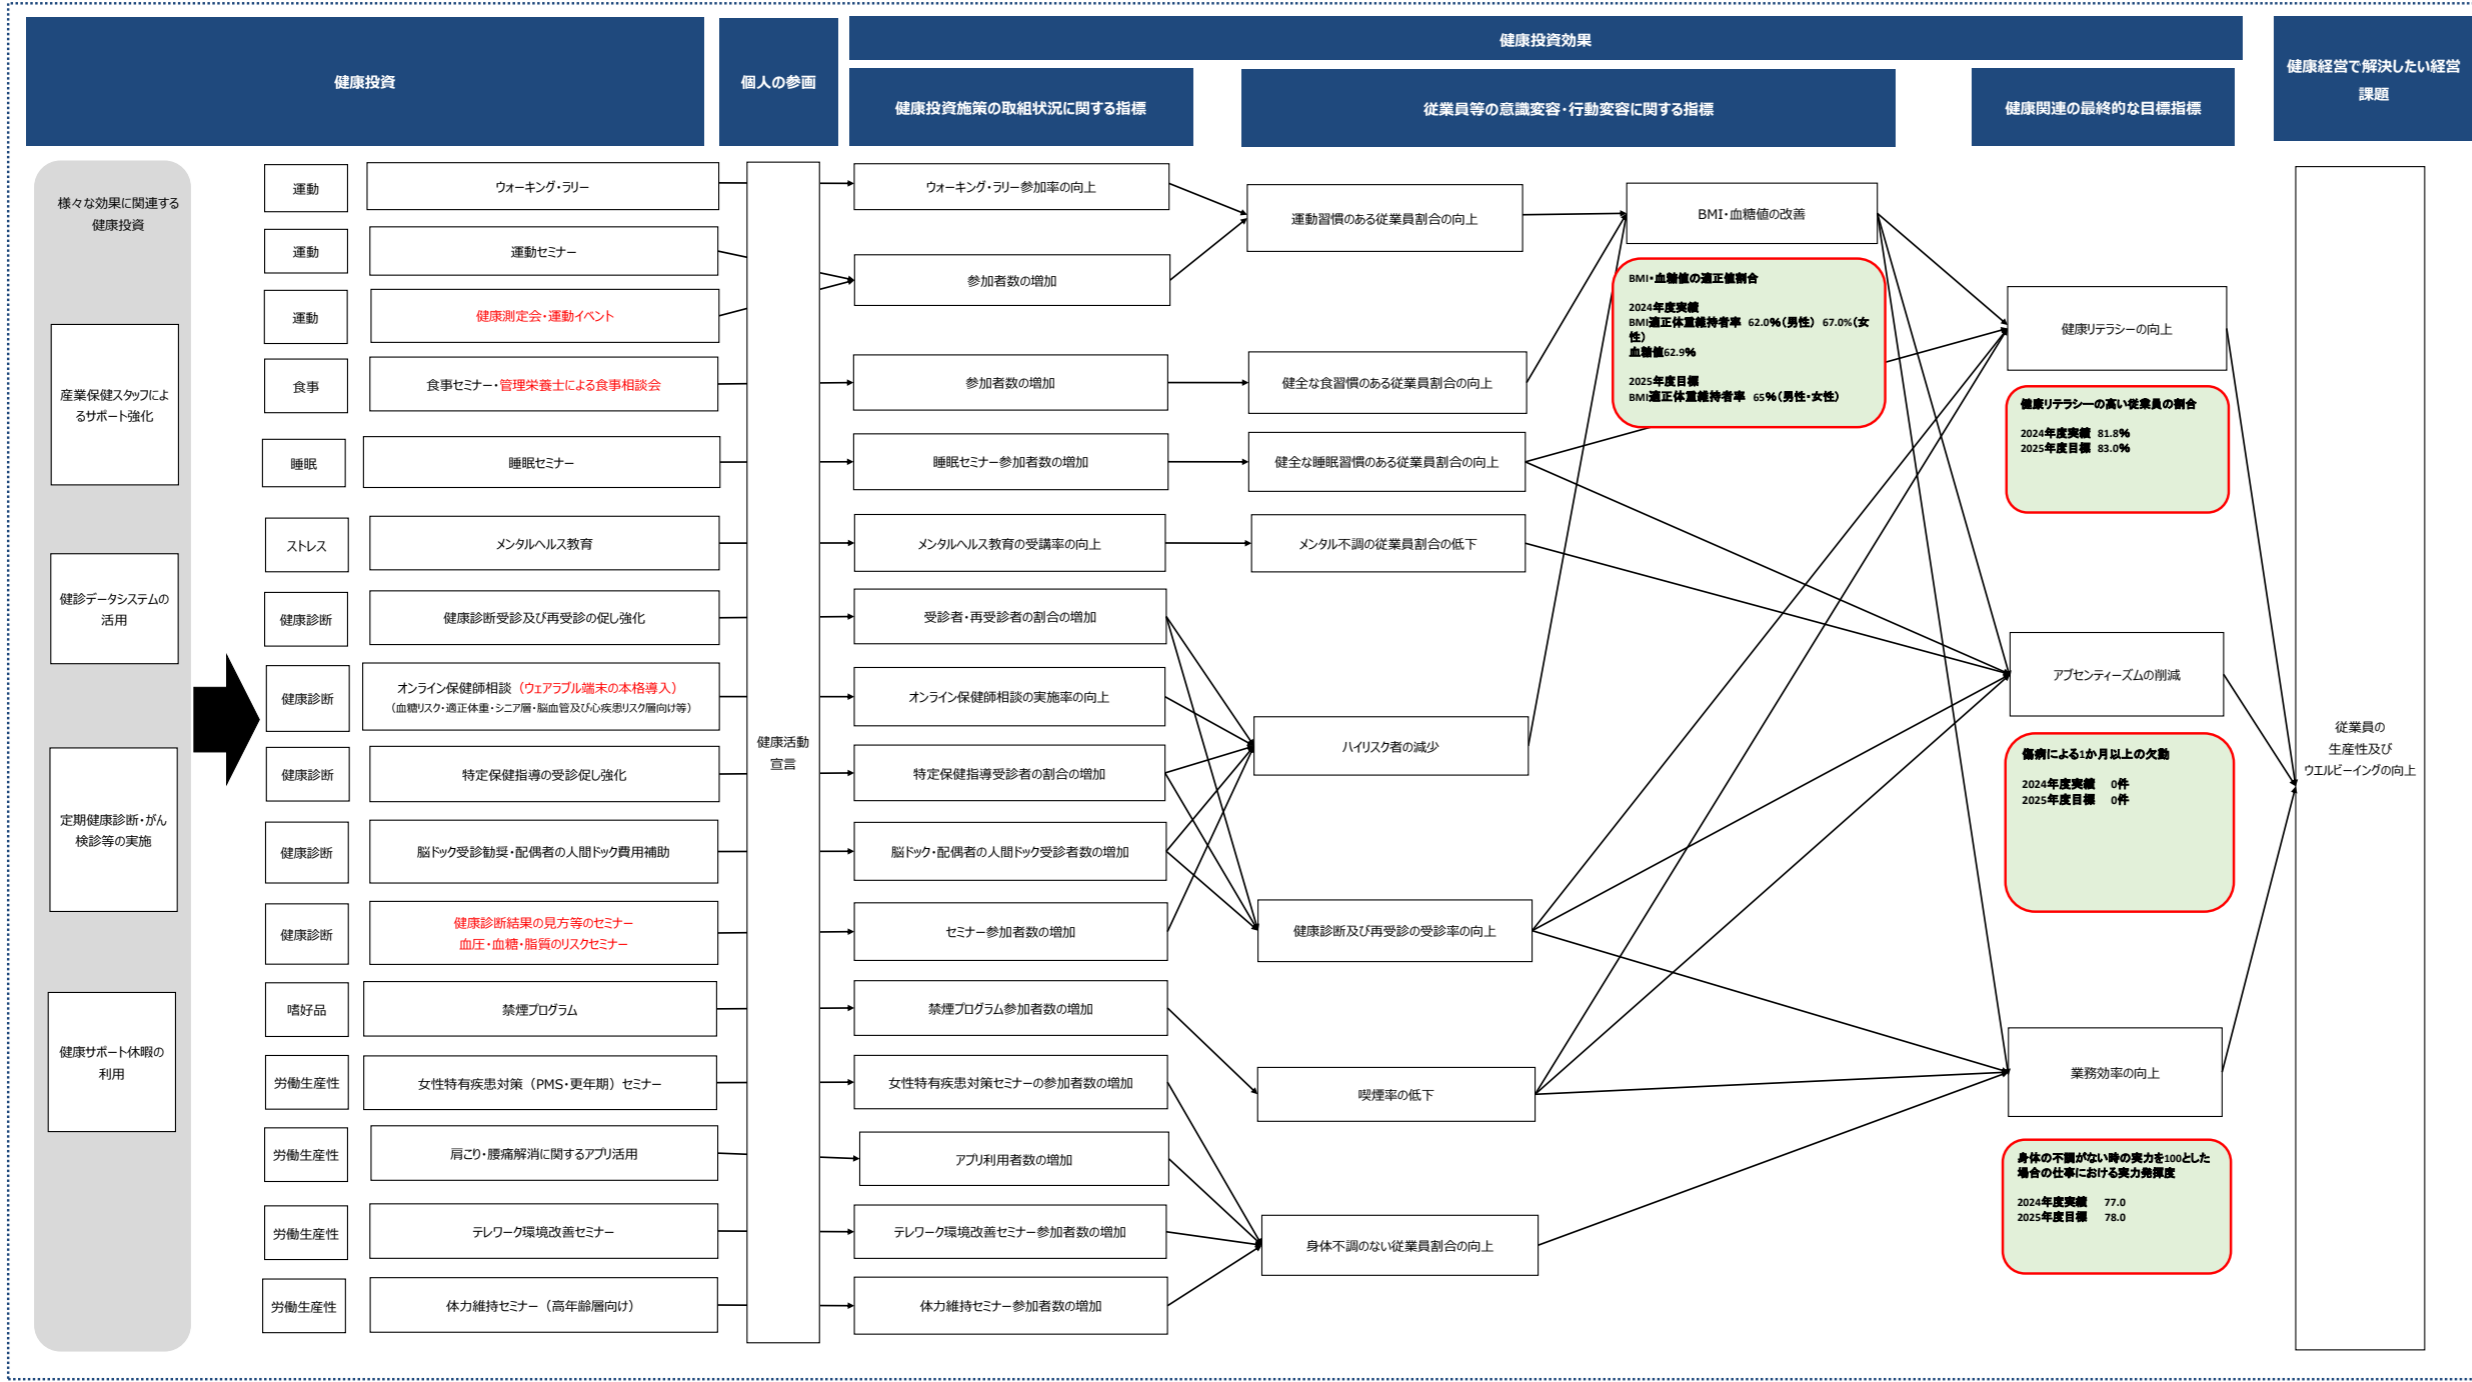 健康投資
個人の参画
健康投資効果
健康投資施策の取組状況に関する指標
従業員等の意識変容・行動変容に関する指標
健康関連の最終的な目標指標
健康経営で解決したい経営
課題
様々な効果に関連する
健康投資
産業保健スタッフによ
るサポート強化
健診データシステムの
活用
定期健康診断・がん
検診等の実施
健康サポート休暇の
利用
運動
ウォーキング・ラリー
運動
運動セミナー
運動
健康測定会・運動イベント
食事
食事セミナー・管理栄養士による食事相談会
睡眠
睡眠セミナー
ストレス
メンタルヘルス教育
健康診断
健康診断受診及び再受診の促し強化
健康診断
オンライン保健師相談（ウェアラブル端末の本格導入）
（血糖リスク・適正体重・シニア層・脳血管及び心疾患リスク層向け等）
健康診断
特定保健指導の受診促し強化
健康診断
脳ドック受診勧奨・配偶者の人間ドック費用補助
健康診断
健康診断結果の見方等のセミナー
血圧・血糖・脂質のリスクセミナー
嗜好品
禁煙プログラム
労働生産性
女性特有疾患対策（PMS・更年期）セミナー
労働生産性
肩こり・腰痛解消に関するアプリ活用
労働生産性
テレワーク環境改善セミナー
労働生産性
体力維持セミナー（高年齢層向け）
健康活動
宣言
ウォーキング・ラリー参加率の向上
参加者数の増加
参加者数の増加
睡眠セミナー参加者数の増加
メンタルヘルス教育の受講率の向上
受診者・再受診者の割合の増加
オンライン保健師相談の実施率の向上
特定保健指導受診者の割合の増加
脳ドック・配偶者の人間ドック受診者数の増加
セミナー参加者数の増加
禁煙プログラム参加者数の増加
女性特有疾患対策セミナーの参加者数の増加
アプリ利用者数の増加
テレワーク環境改善セミナー参加者数の増加
体力維持セミナー参加者数の増加
運動習慣のある従業員割合の向上
健全な食習慣のある従業員割合の向上
健全な睡眠習慣のある従業員割合の向上
メンタル不調の従業員割合の低下
ハイリスク者の減少
健康診断及び再受診の受診率の向上
喫煙率の低下
身体不調のない従業員割合の向上
BMI・血糖値の改善
BMI・血糖値の適正値割合
2024年度実績
BMI適正体重維持者率 62.0%（男性） 67.0%（女
性）
血糖値62.9%
2025年度目標
BMI適正体重維持者率 65%（男性・女性）
健康リテラシーの向上
健康リテラシーの高い従業員の割合
2024年度実績 81.8%
2025年度目標 83.0%
アブセンティーズムの削減
傷病による1か月以上の欠勤
2024年度実績 0件
2025年度目標 0件
業務効率の向上
身体の不調がない時の実力を100とした
場合の仕事における実力発揮度
2024年度実績 77.0
2025年度目標 78.0
従業員の
生産性及び
ウエルビーイングの向上